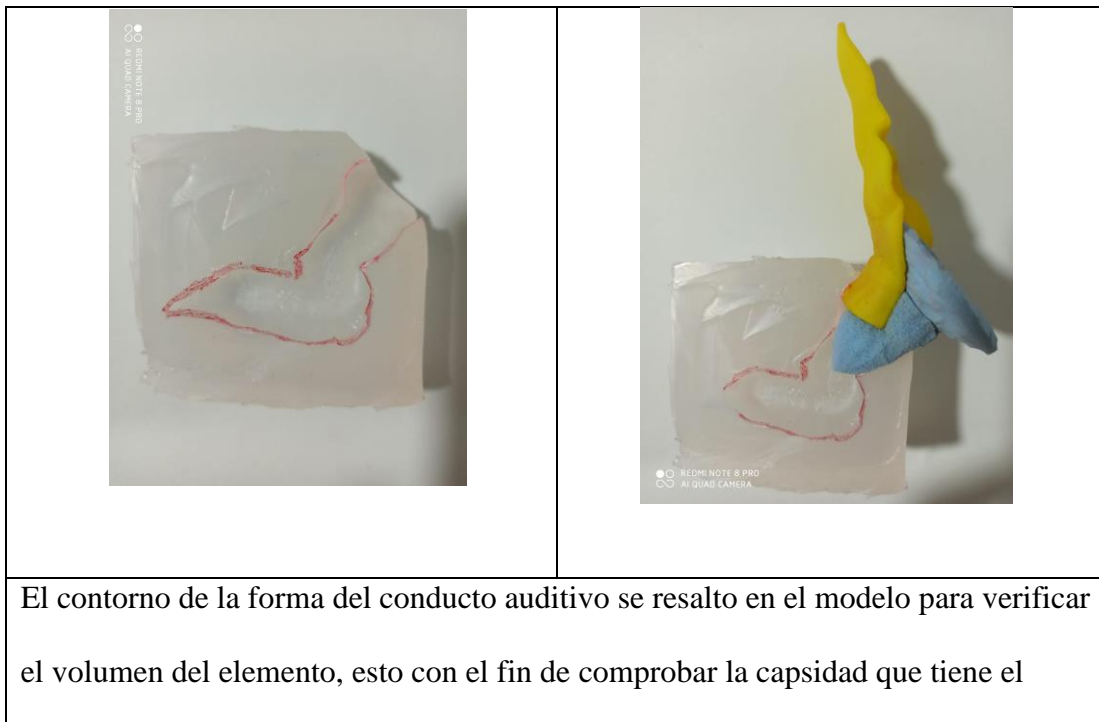 REDMI NOTE 8 PRO
AI QUAD CAMERA
REDMI NOTE 8 PRO
AI QUAD CAMERA
El contorno de la forma del conducto auditivo se resalto en el modelo para verificar
el volumen del elemento, esto con el fin de comprobar la capsidad que tiene el